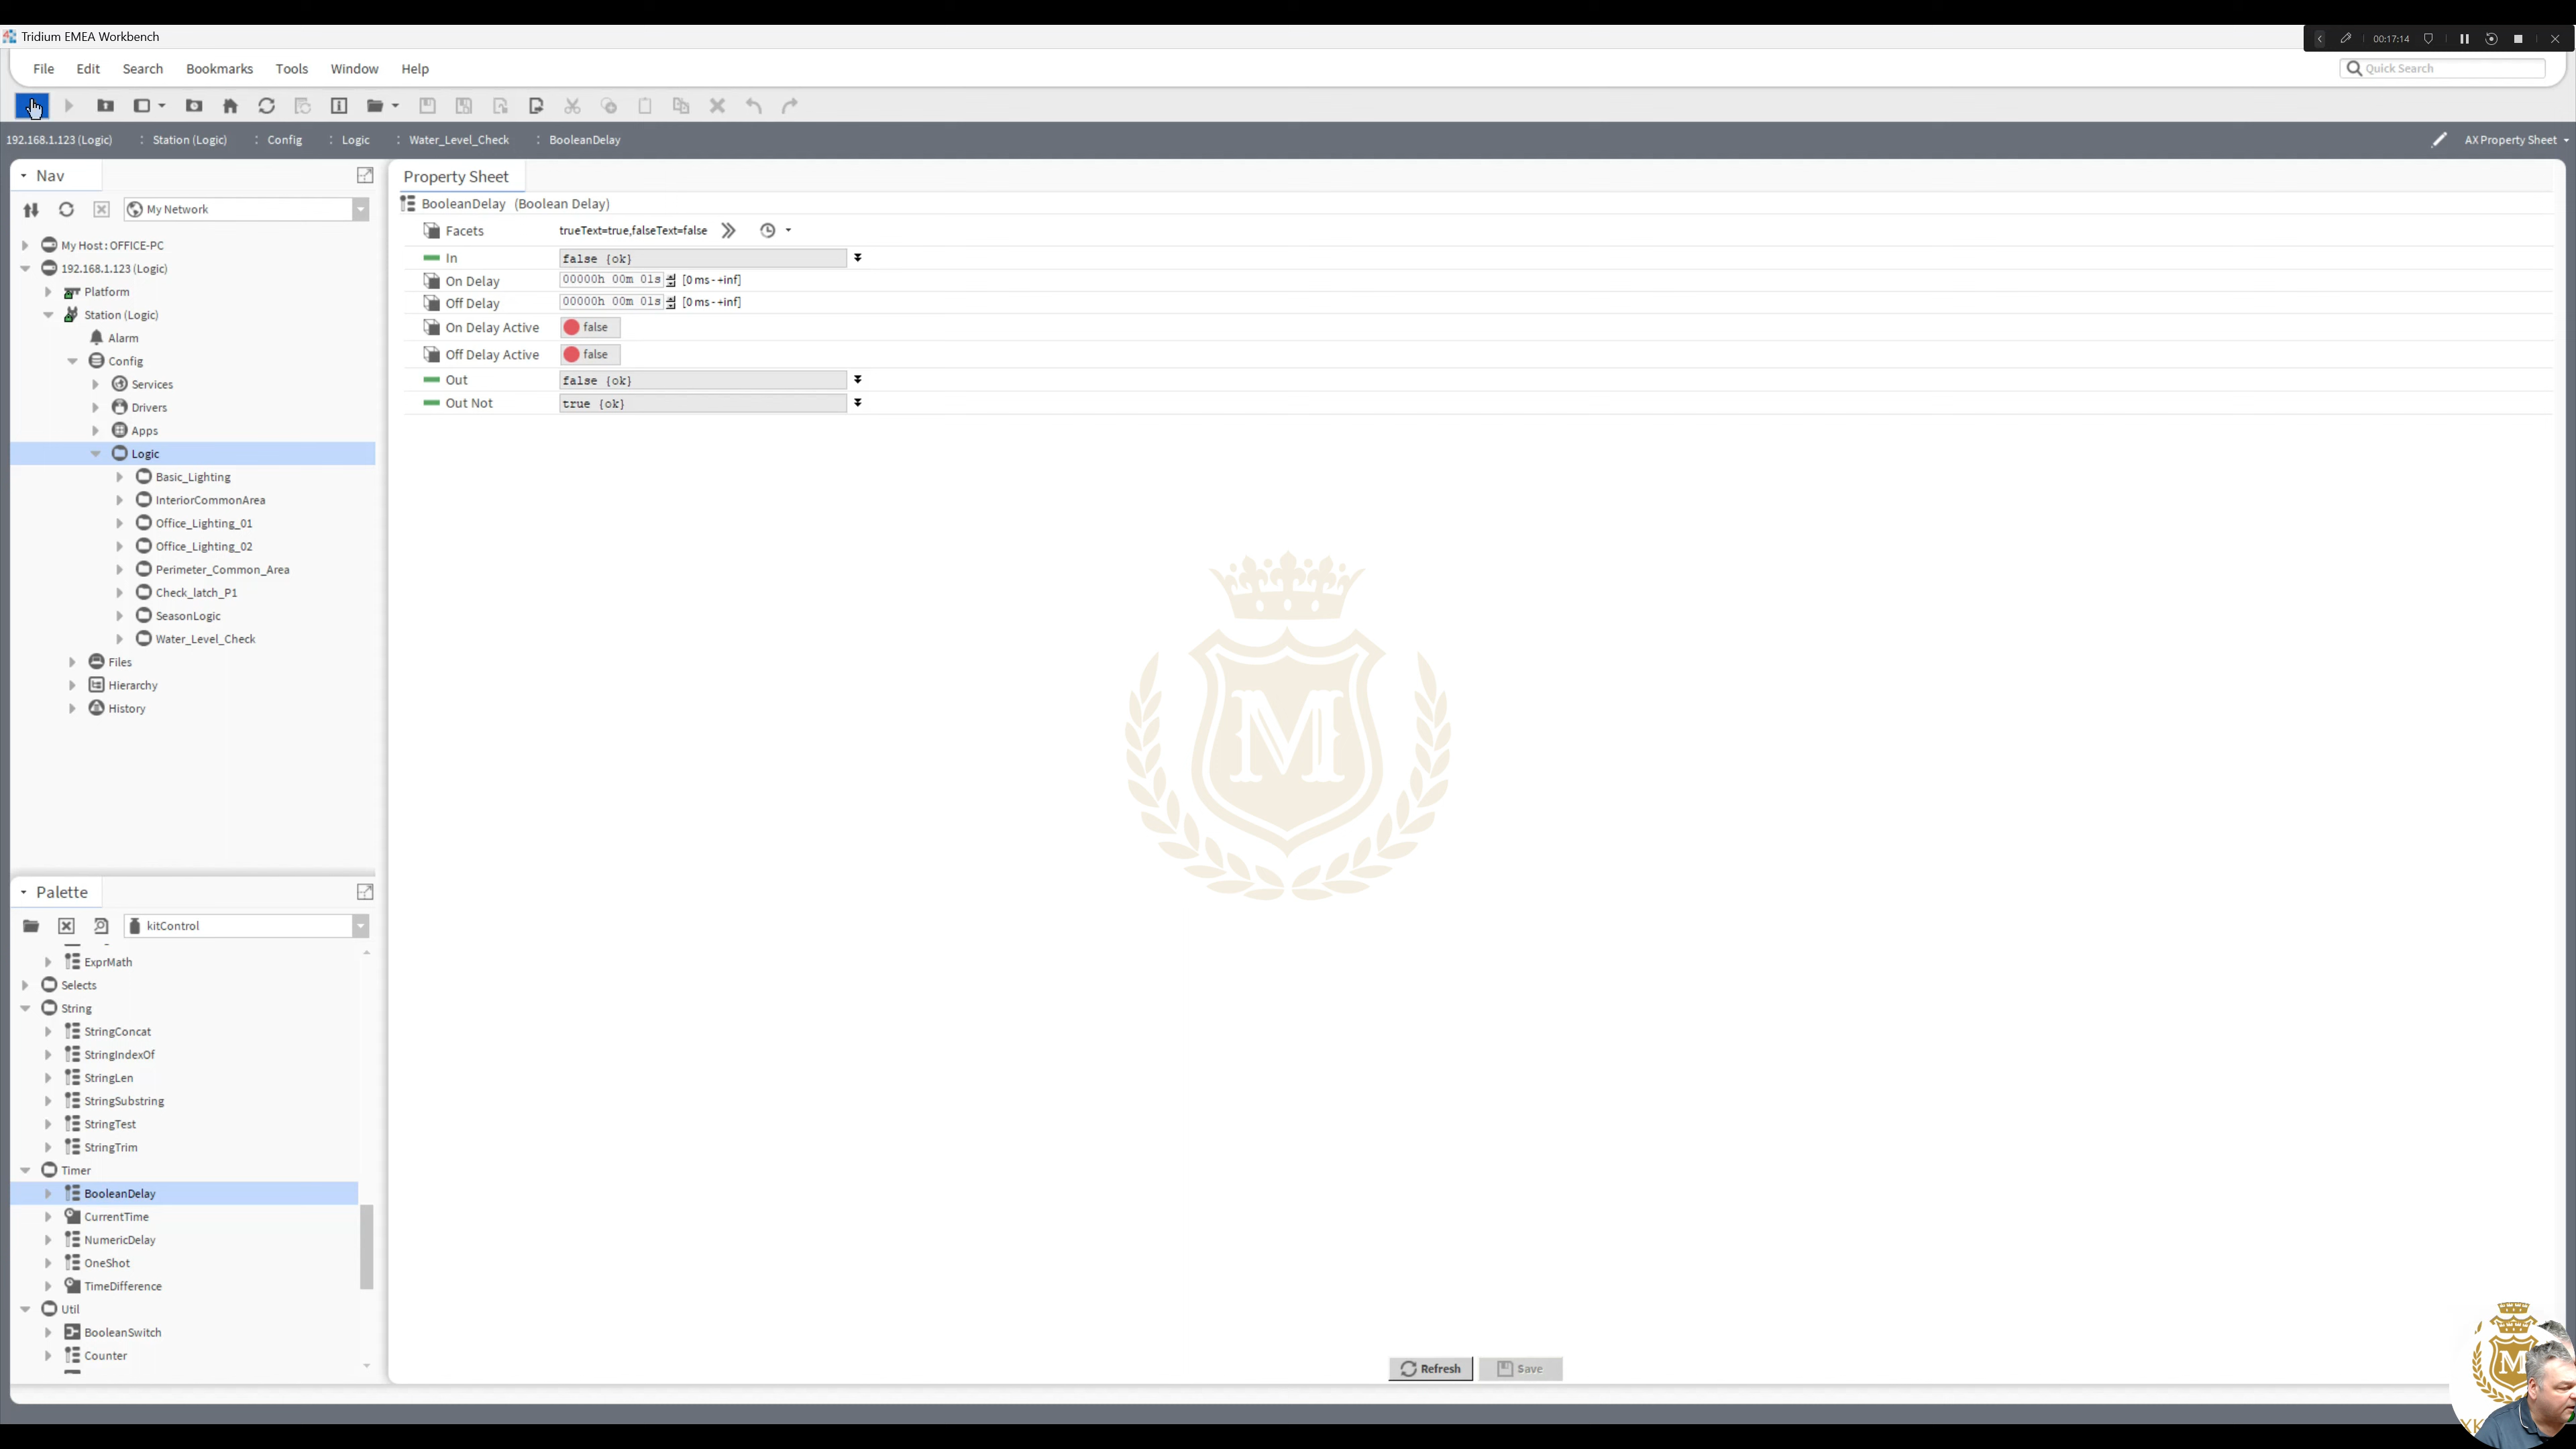 Tridium EMEA Workbench
00:17:14
File Edit Search Bookmarks Tools Window Help
Quick Search
192.168.1.123 (Logic) : Station (Logic) : Config : Logic : Water_Level_Check : BooleanDelay
AX Property Sheet
Nav
My Network
My Host : OFFICE-PC
192.168.1.123 (Logic)
Platform
Station (Logic)
Alarm
Config
Services
Drivers
Apps
Logic
Basic_Lighting
InteriorCommonArea
Office_Lighting_01
Office_Lighting_02
Perimeter_Common_Area
Check_latch_P1
SeasonLogic
Water_Level_Check
Files
Hierarchy
History
Palette
kitControl
ExprMath
Selects
String
StringConcat
StringIndexOf
StringLen
StringSubstring
StringTest
StringTrim
Timer
BooleanDelay
CurrentTime
NumericDelay
OneShot
TimeDifference
Util
BooleanSwitch
Counter
Property Sheet
BooleanDelay (Boolean Delay)
Facets trueText=true,falseText=false
In false {ok}
On Delay 00000h 00m 01s [0 ms - +inf]
Off Delay 00000h 00m 01s [0 ms - +inf]
On Delay Active false
Off Delay Active false
Out false {ok}
Out Not true {ok}
M
Refresh Save
M